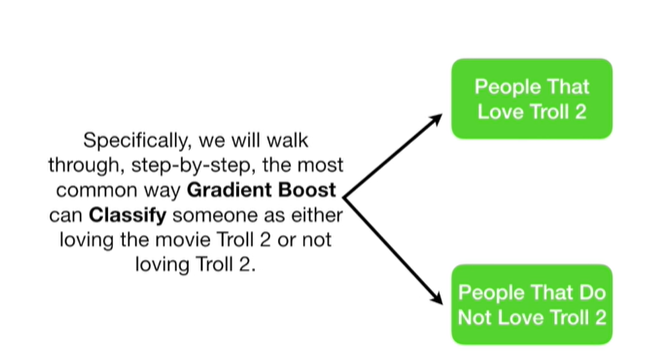 Specifically, we will walk
through, step-by-step, the most
common way Gradient Boost
can Classify someone as either
loving the movie Troll 2 or not
loving Troll 2.
People That
Love Troll 2
People That Do
Not Love Troll 2